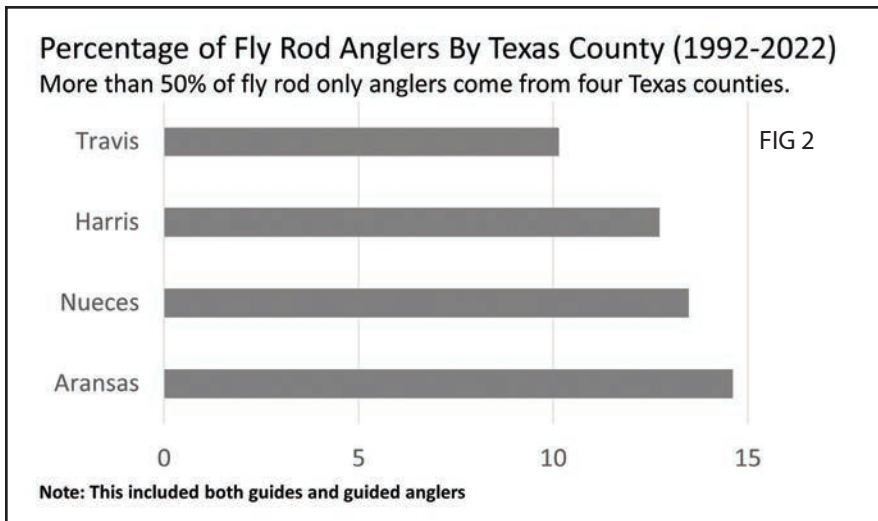 Percentage of Fly Rod Anglers By Texas County (1992-2022)
More than 50% of fly rod only anglers come from four Texas counties.
FIG 2
Travis
Harris
Nueces
Aransas
0 5 10 15
Note: This included both guides and guided anglers